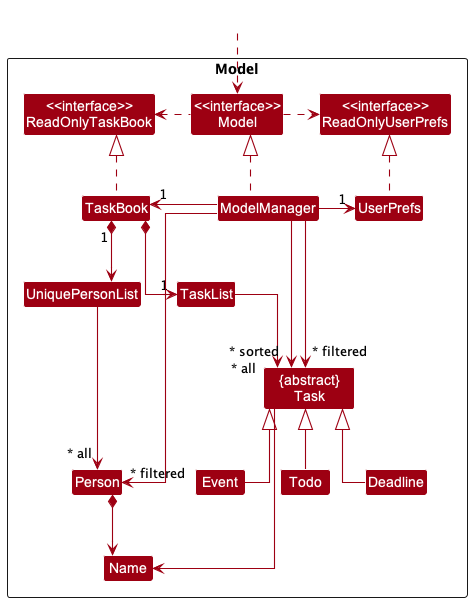 Model
<<interface>>
ReadOnlyTaskBook
<<interface>>
Model
<<interface>>
ReadOnlyUserPrefs
TaskBook
1
ModelManager
1
UserPrefs
1
UniquePersonList
1
TaskList
* sorted
* filtered
* all
{abstract}
Task
* all
* filtered
Person
Event
Todo
Deadline
Name